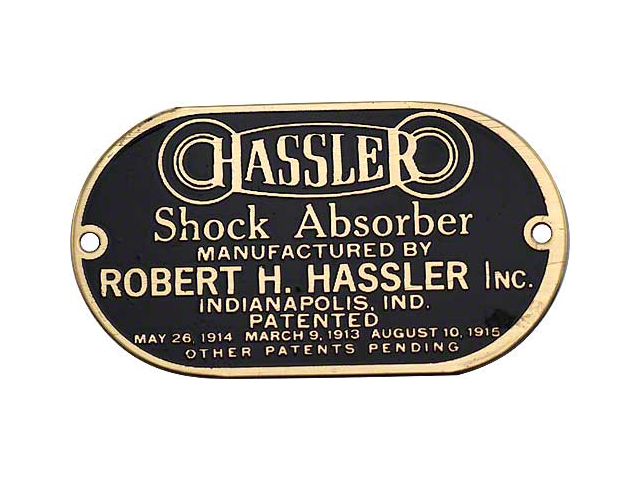 HASSLER
Shock Absorber
MANUFACTURED BY
ROBERT H. HASSLER INC.
INDIANAPOLIS, IND.
PATENTED
MAY 26, 1914 MARCH 9, 1913 AUGUST 10, 1915
OTHER PATENTS PENDING